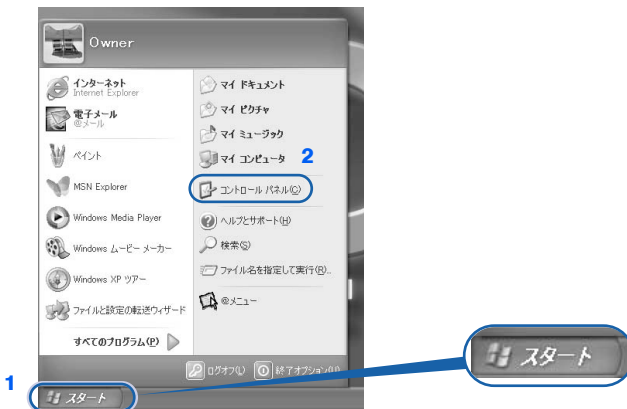 Owner
インターネット
Internet Explorer
電子メール
@メール
ペイント
MSN Explorer
Windows Media Player
Windows ムービー メーカー
Windows XP ツアー
ファイルと設定の転送ウィザード
すべてのプログラム(P)
マイ ドキュメント
マイ ピクチャ
マイ ミュージック
マイ コンピュータ
2
コントロール パネル(C)
ヘルプとサポート(H)
検索(S)
ファイル名を指定して実行(R)...
@メニュー
ログオフ(L)
終了オプション(U)
1
スタート
スタート